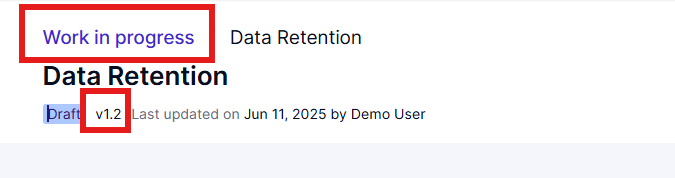 Work in progress Data Retention
Data Retention
Draft v1.2 Last updated on Jun 11, 2025 by Demo User